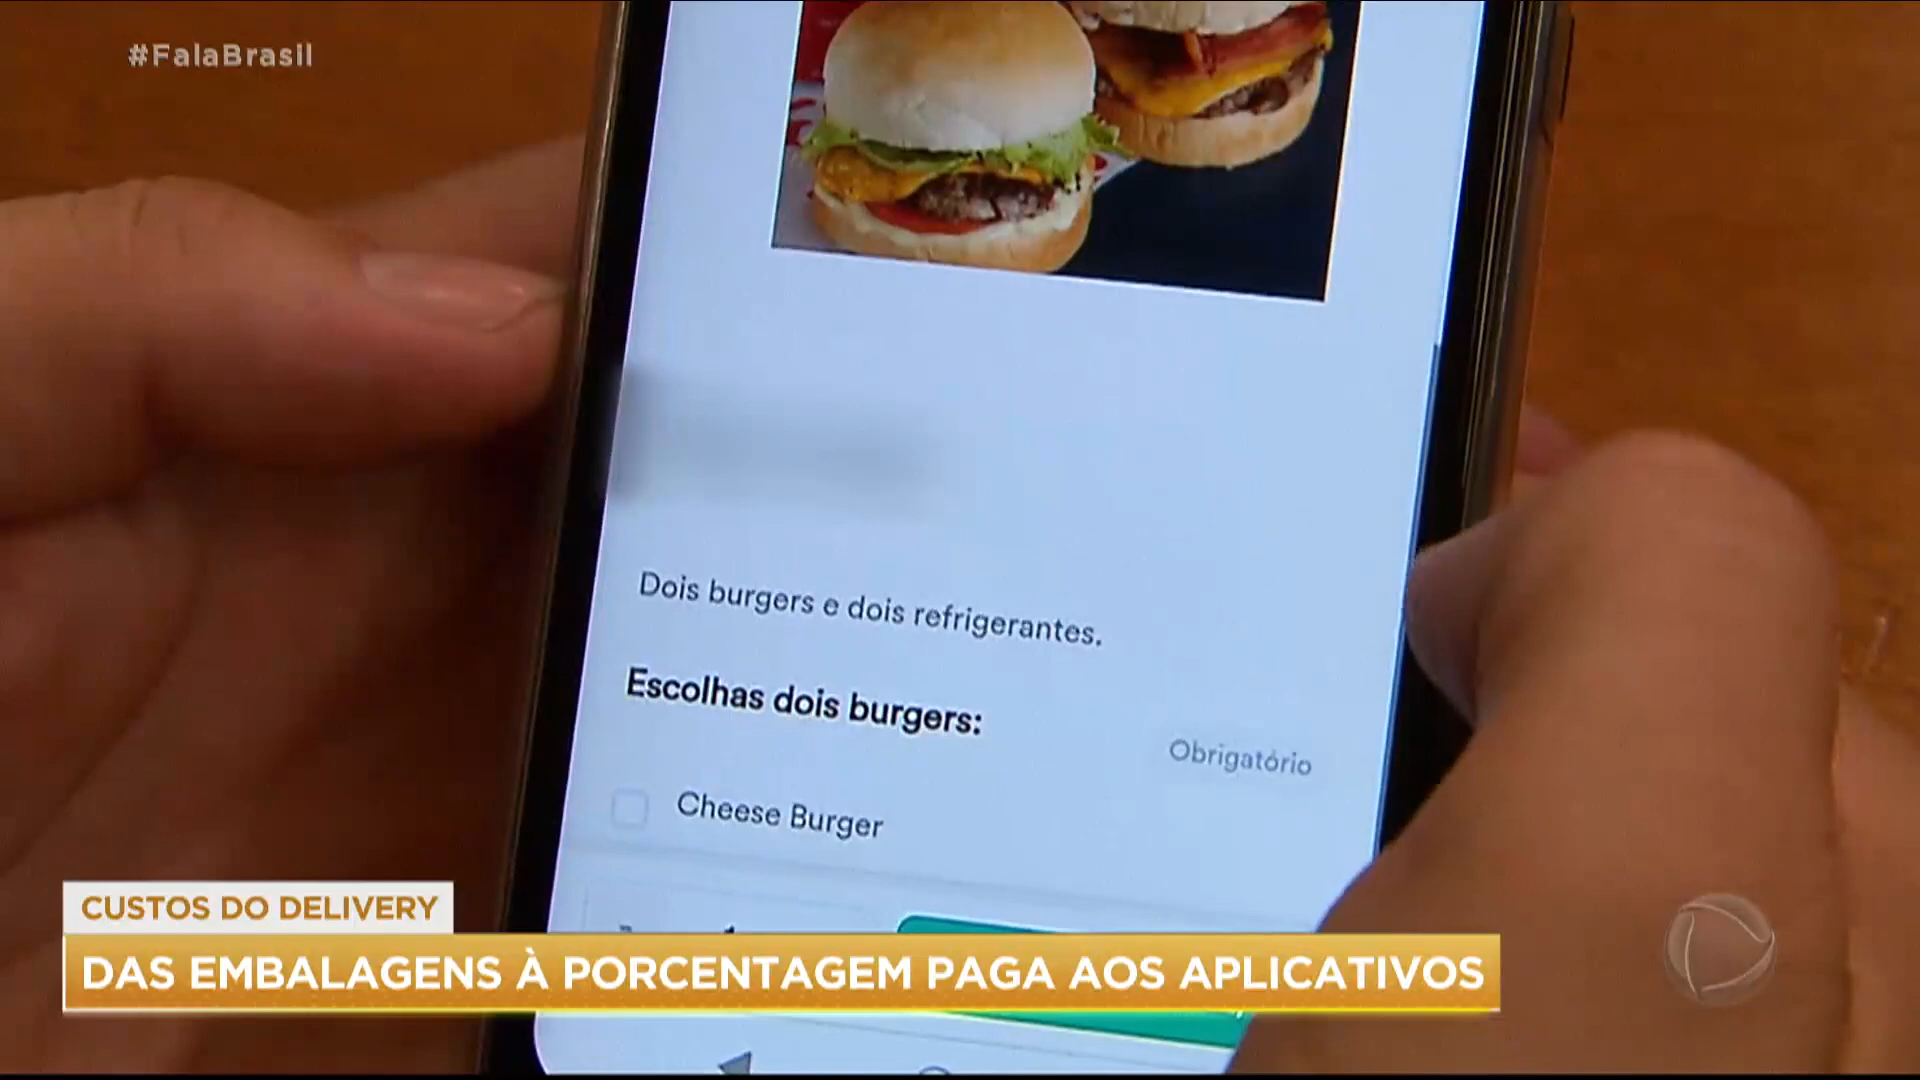 #FalaBrasil
Dois burgers e dois refrigerantes.
Escolhas dois burgers:
Obrigatório
Cheese Burger
CUSTOS DO DELIVERY
DAS EMBALAGENS À PORCENTAGEM PAGA AOS APLICATIVOS